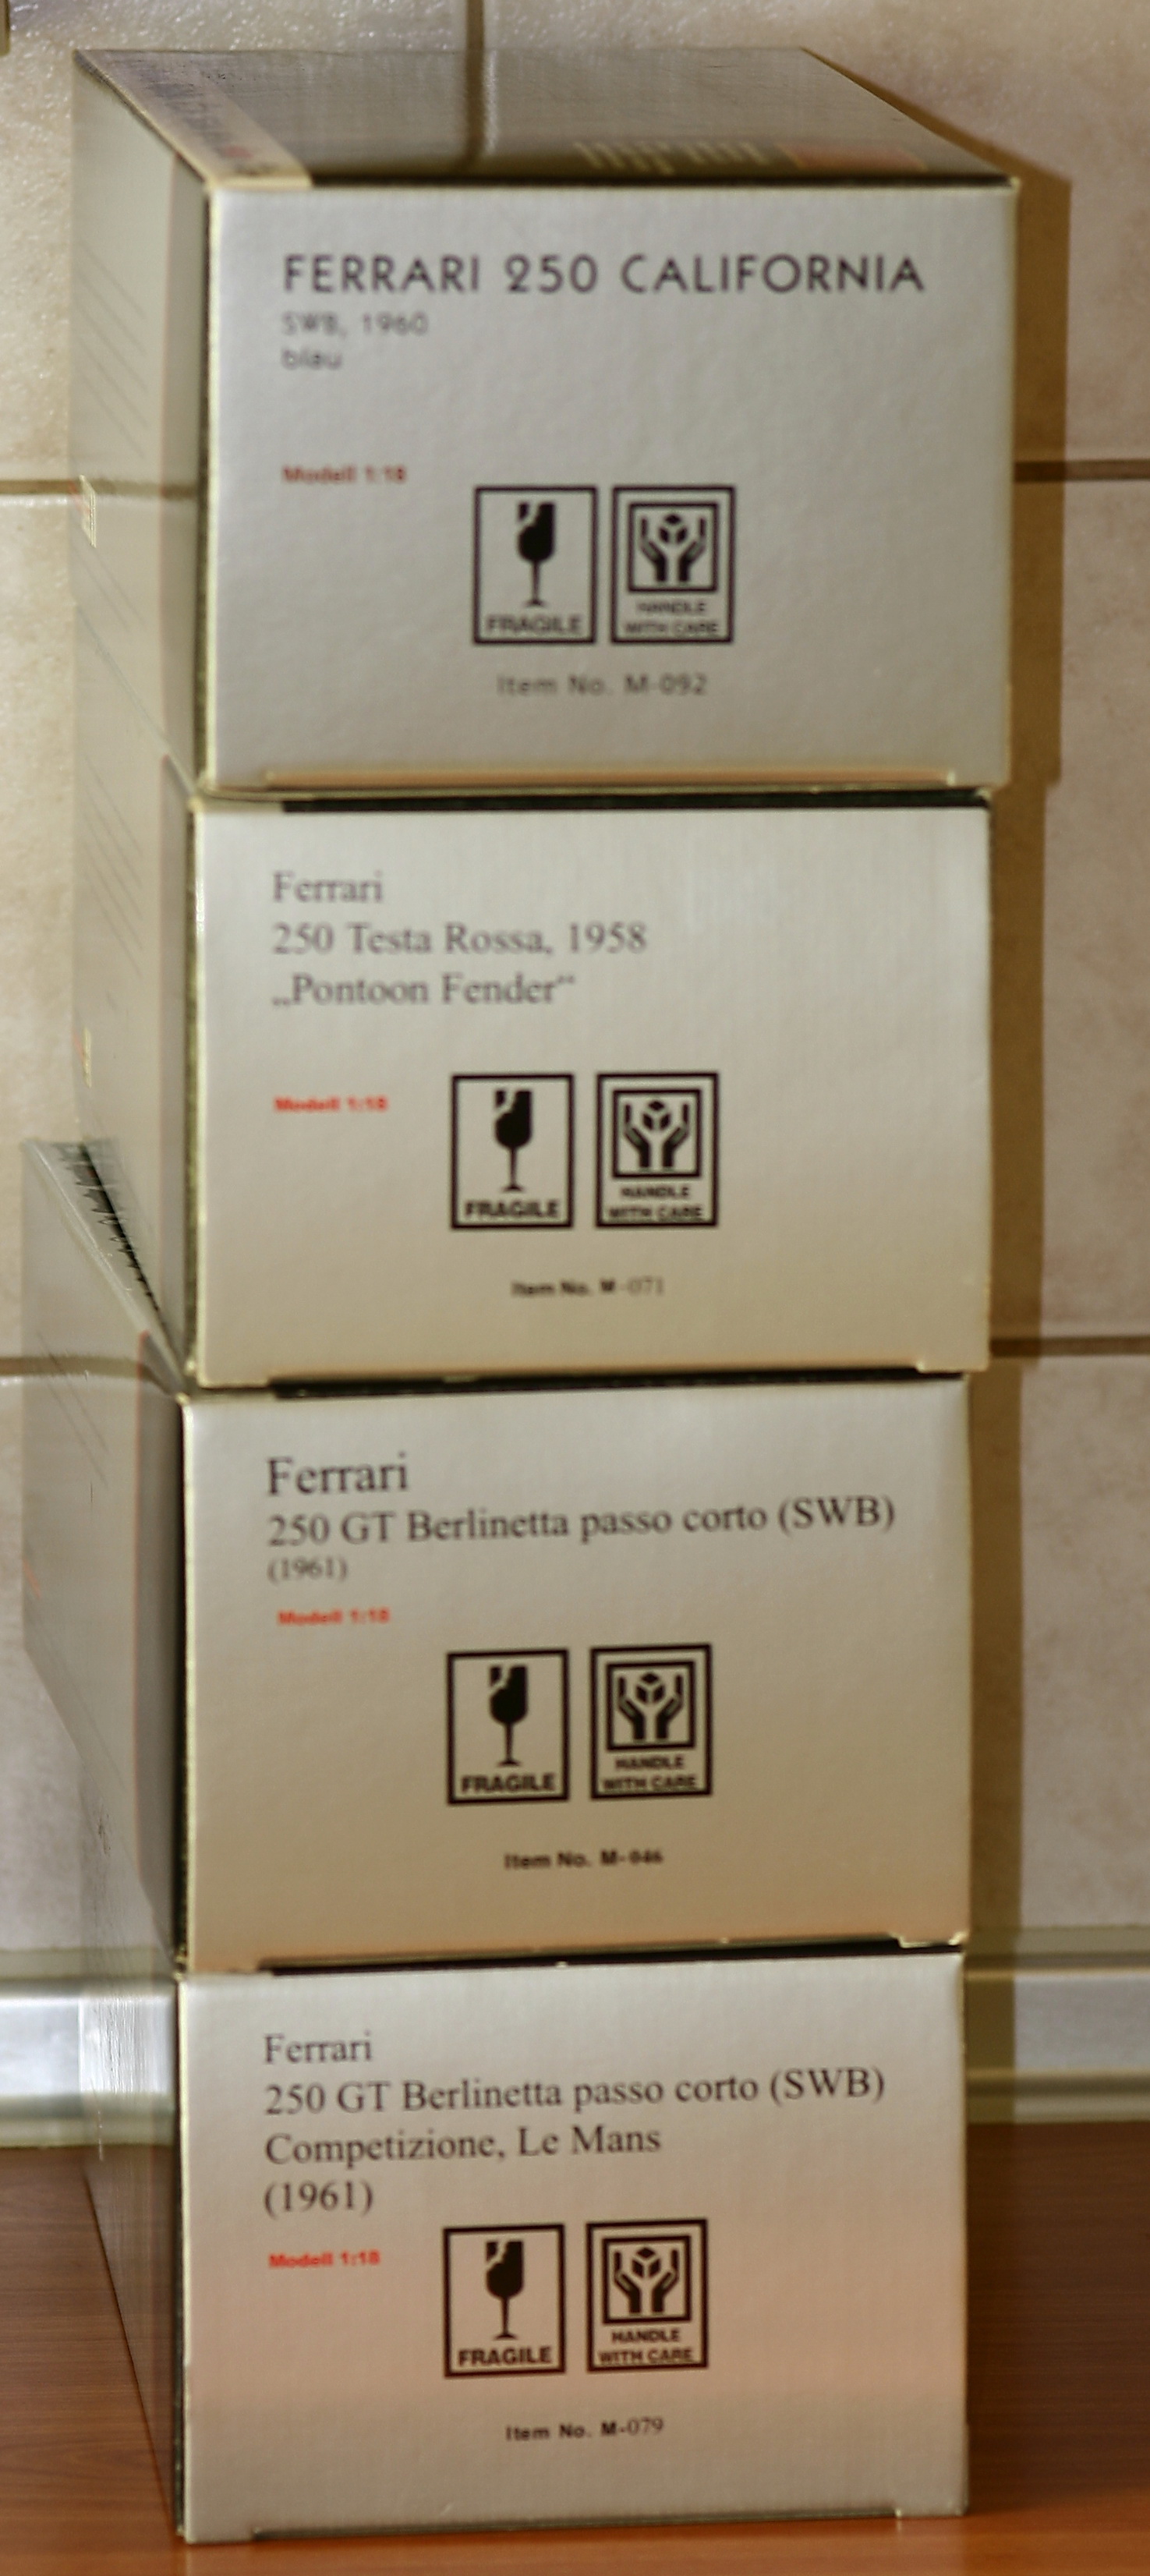 FERRARI 250 CALIFORNIA
SWB, 1960
blau
Modell 1:18
FRAGILE
HANDLE
WITH CARE
Item No. M-092
Ferrari
250 Testa Rossa, 1958
„Pontoon Fender“
Modell 1:18
FRAGILE
HANDLE
WITH CARE
Item No. M-071
Ferrari
250 GT Berlinetta passo corto (SWB)
(1961)
Modell 1:18
FRAGILE
HANDLE
WITH CARE
Item No. M-046
Ferrari
250 GT Berlinetta passo corto (SWB)
Competizione, Le Mans
(1961)
Modell 1:18
FRAGILE
HANDLE
WITH CARE
Item No. M-079